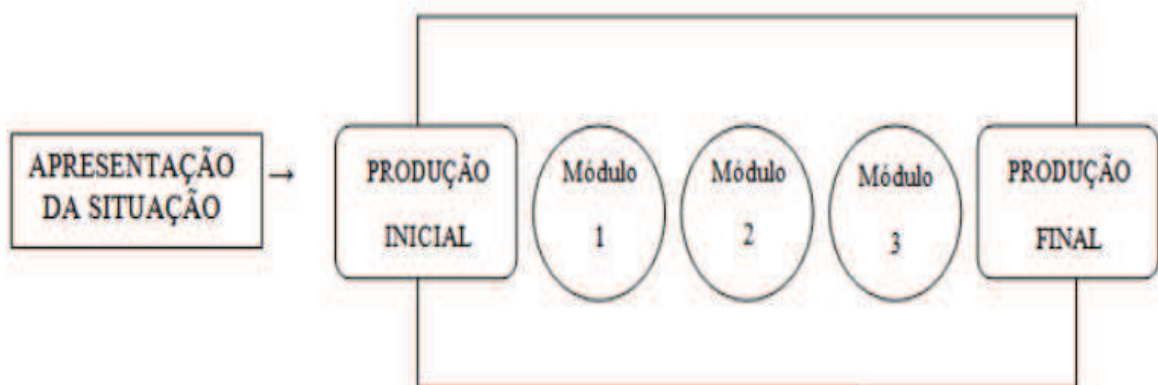 APRESENTAÇÃO
DA SITUAÇÃO
→
PRODUÇÃO
INICIAL
Módulo
1
Módulo
2
Módulo
3
PRODUÇÃO
FINAL